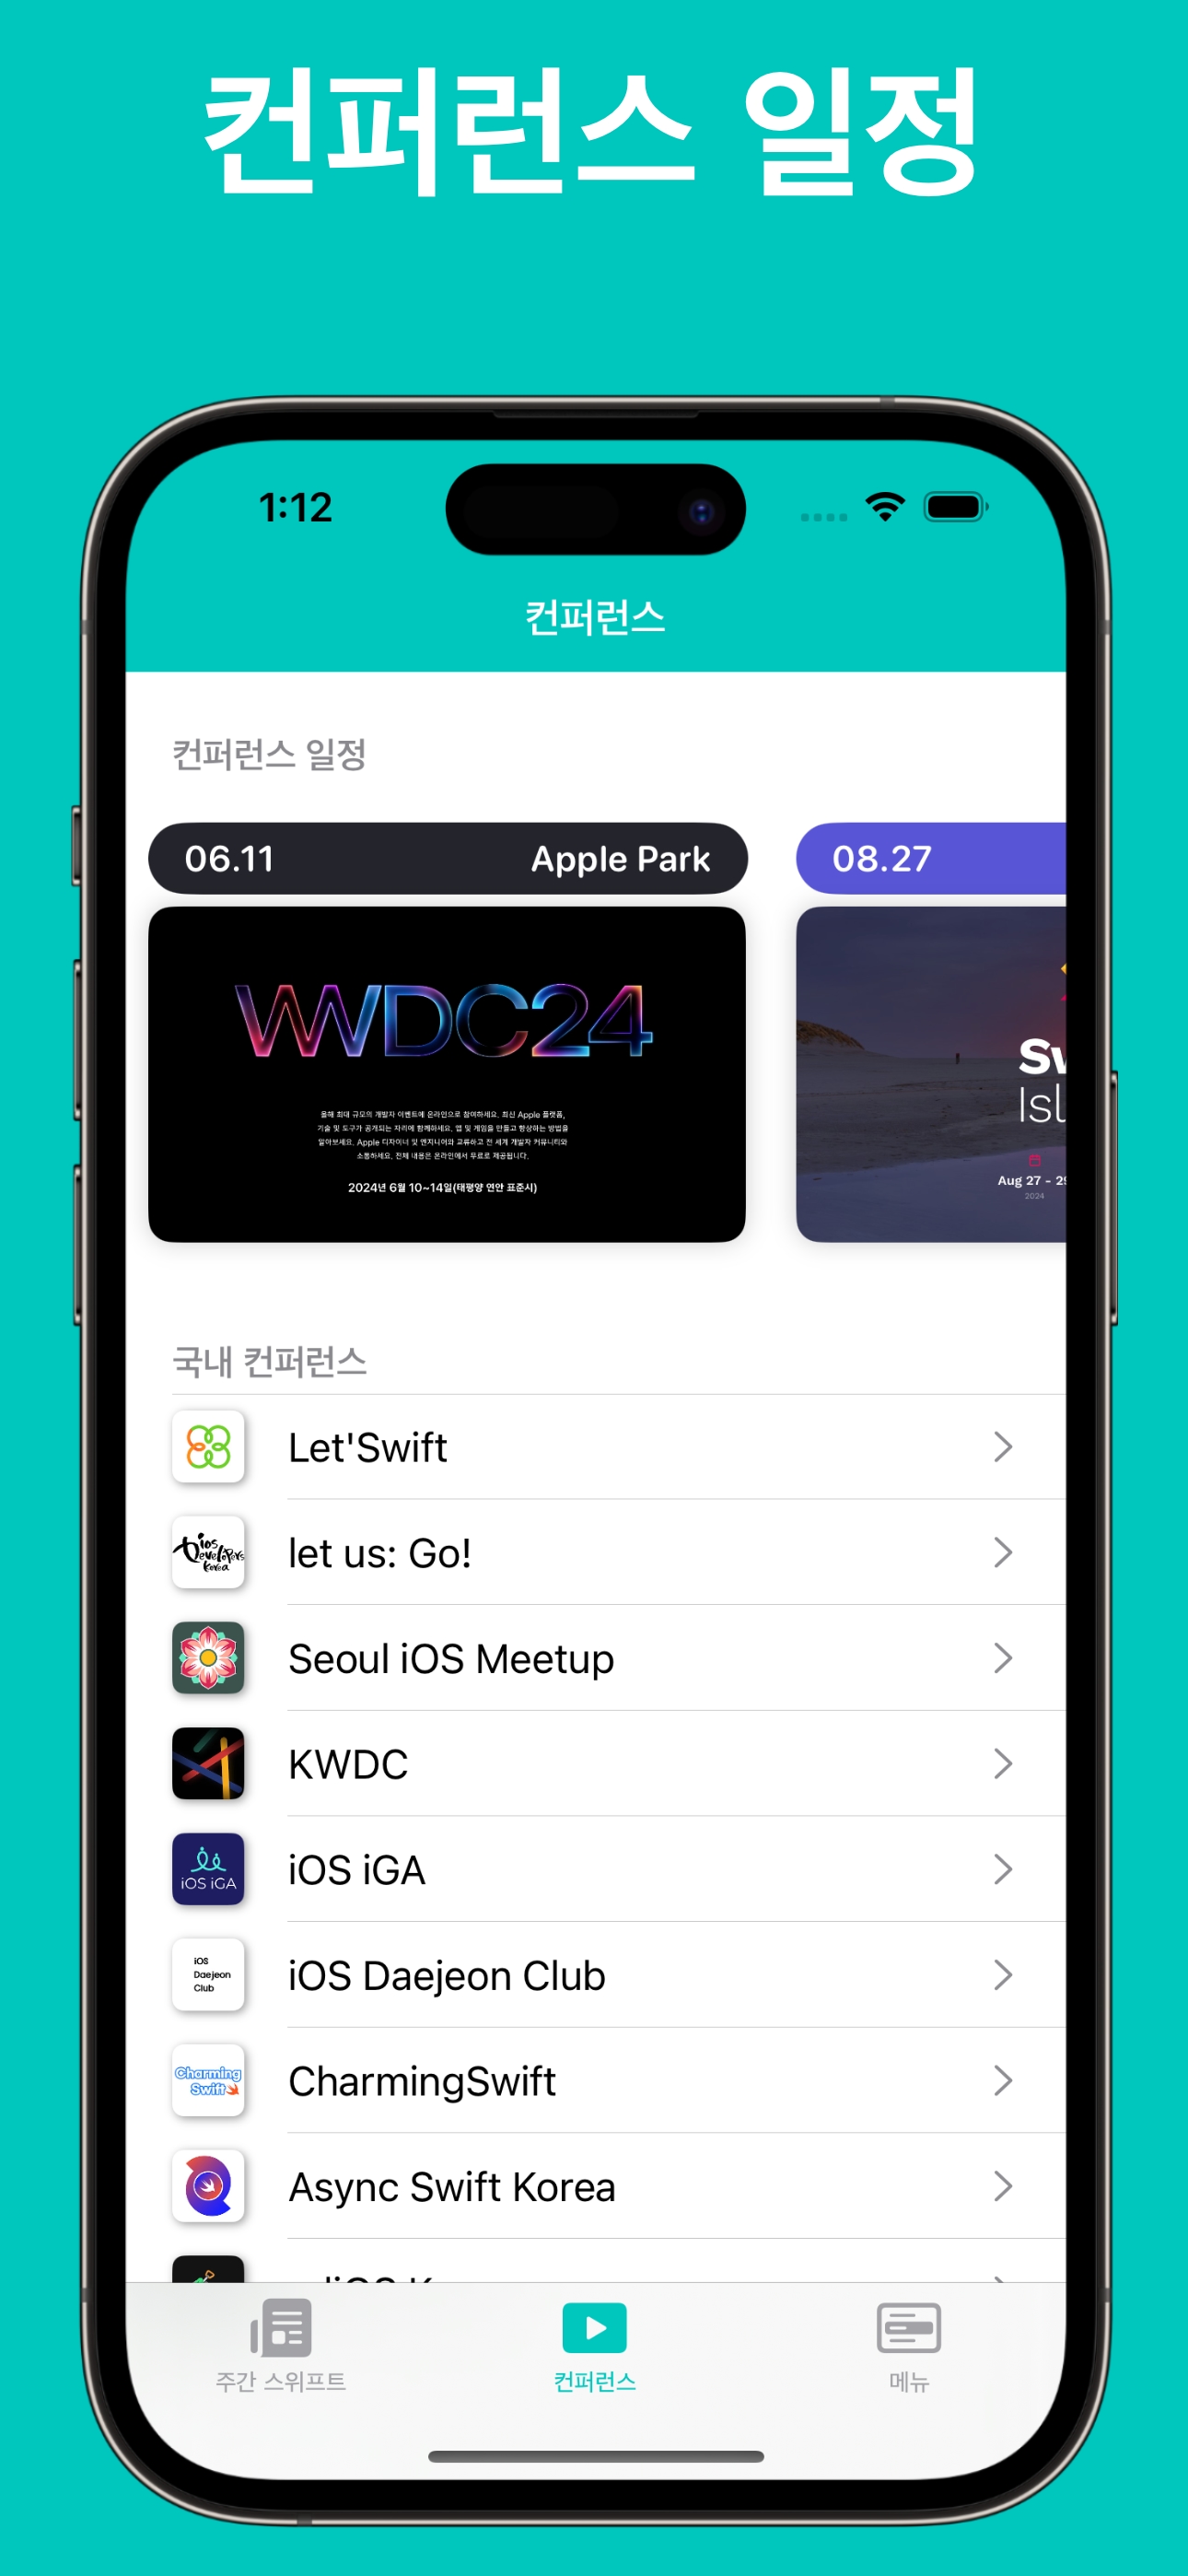 컨퍼런스 일정
1:12
컨퍼런스
컨퍼런스 일정
06.11 Apple Park
08.27
WWDC24
올해 최대 규모의 개발자 이벤트에 온라인으로 참여하세요. 최신 Apple 플랫폼,
기술 및 도구가 공개되는 자리에 함께하세요. 앱 및 게임을 만들고 향상하는 방법을
알아보세요. Apple 디자이너 및 엔지니어와 교류하고 전 세계 개발자 커뮤니티와
소통하세요. 전체 내용은 온라인에서 무료로 제공됩니다.
2024년 6월 10~14일(태평양 연안 표준시)
Sw
Isl
Aug 27 - 29
2024
국내 컨퍼런스
Let'Swift
iOS Developers Korea
let us: Go!
Seoul iOS Meetup
KWDC
iOS iGA
iOS iGA
iOS
Daejeon
Club
iOS Daejeon Club
Charming
Swift
CharmingSwift
Async Swift Korea
주간 스위프트
컨퍼런스
메뉴